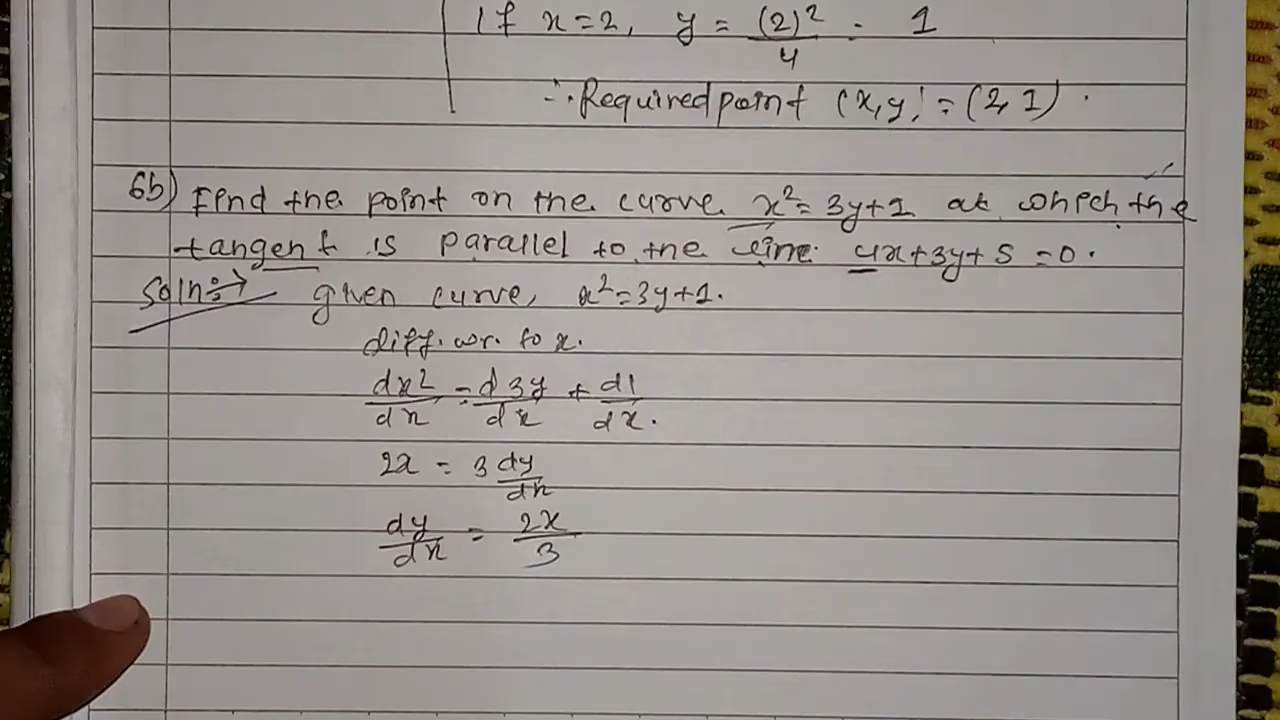 If x=2, y = (2)²/4 = 1
∴ Required point (x,y) = (2,1).
6b) Find the point on the curve x²=3y+1 at which the
tangent is parallel to the line 4x+3y+5=0.
Soln:→ given curve, x²=3y+1.
diff. wr. to x.
dx²/dx = d3y/dx + d1/dx.
2x = 3 dy/dx
dy/dx = 2x/3